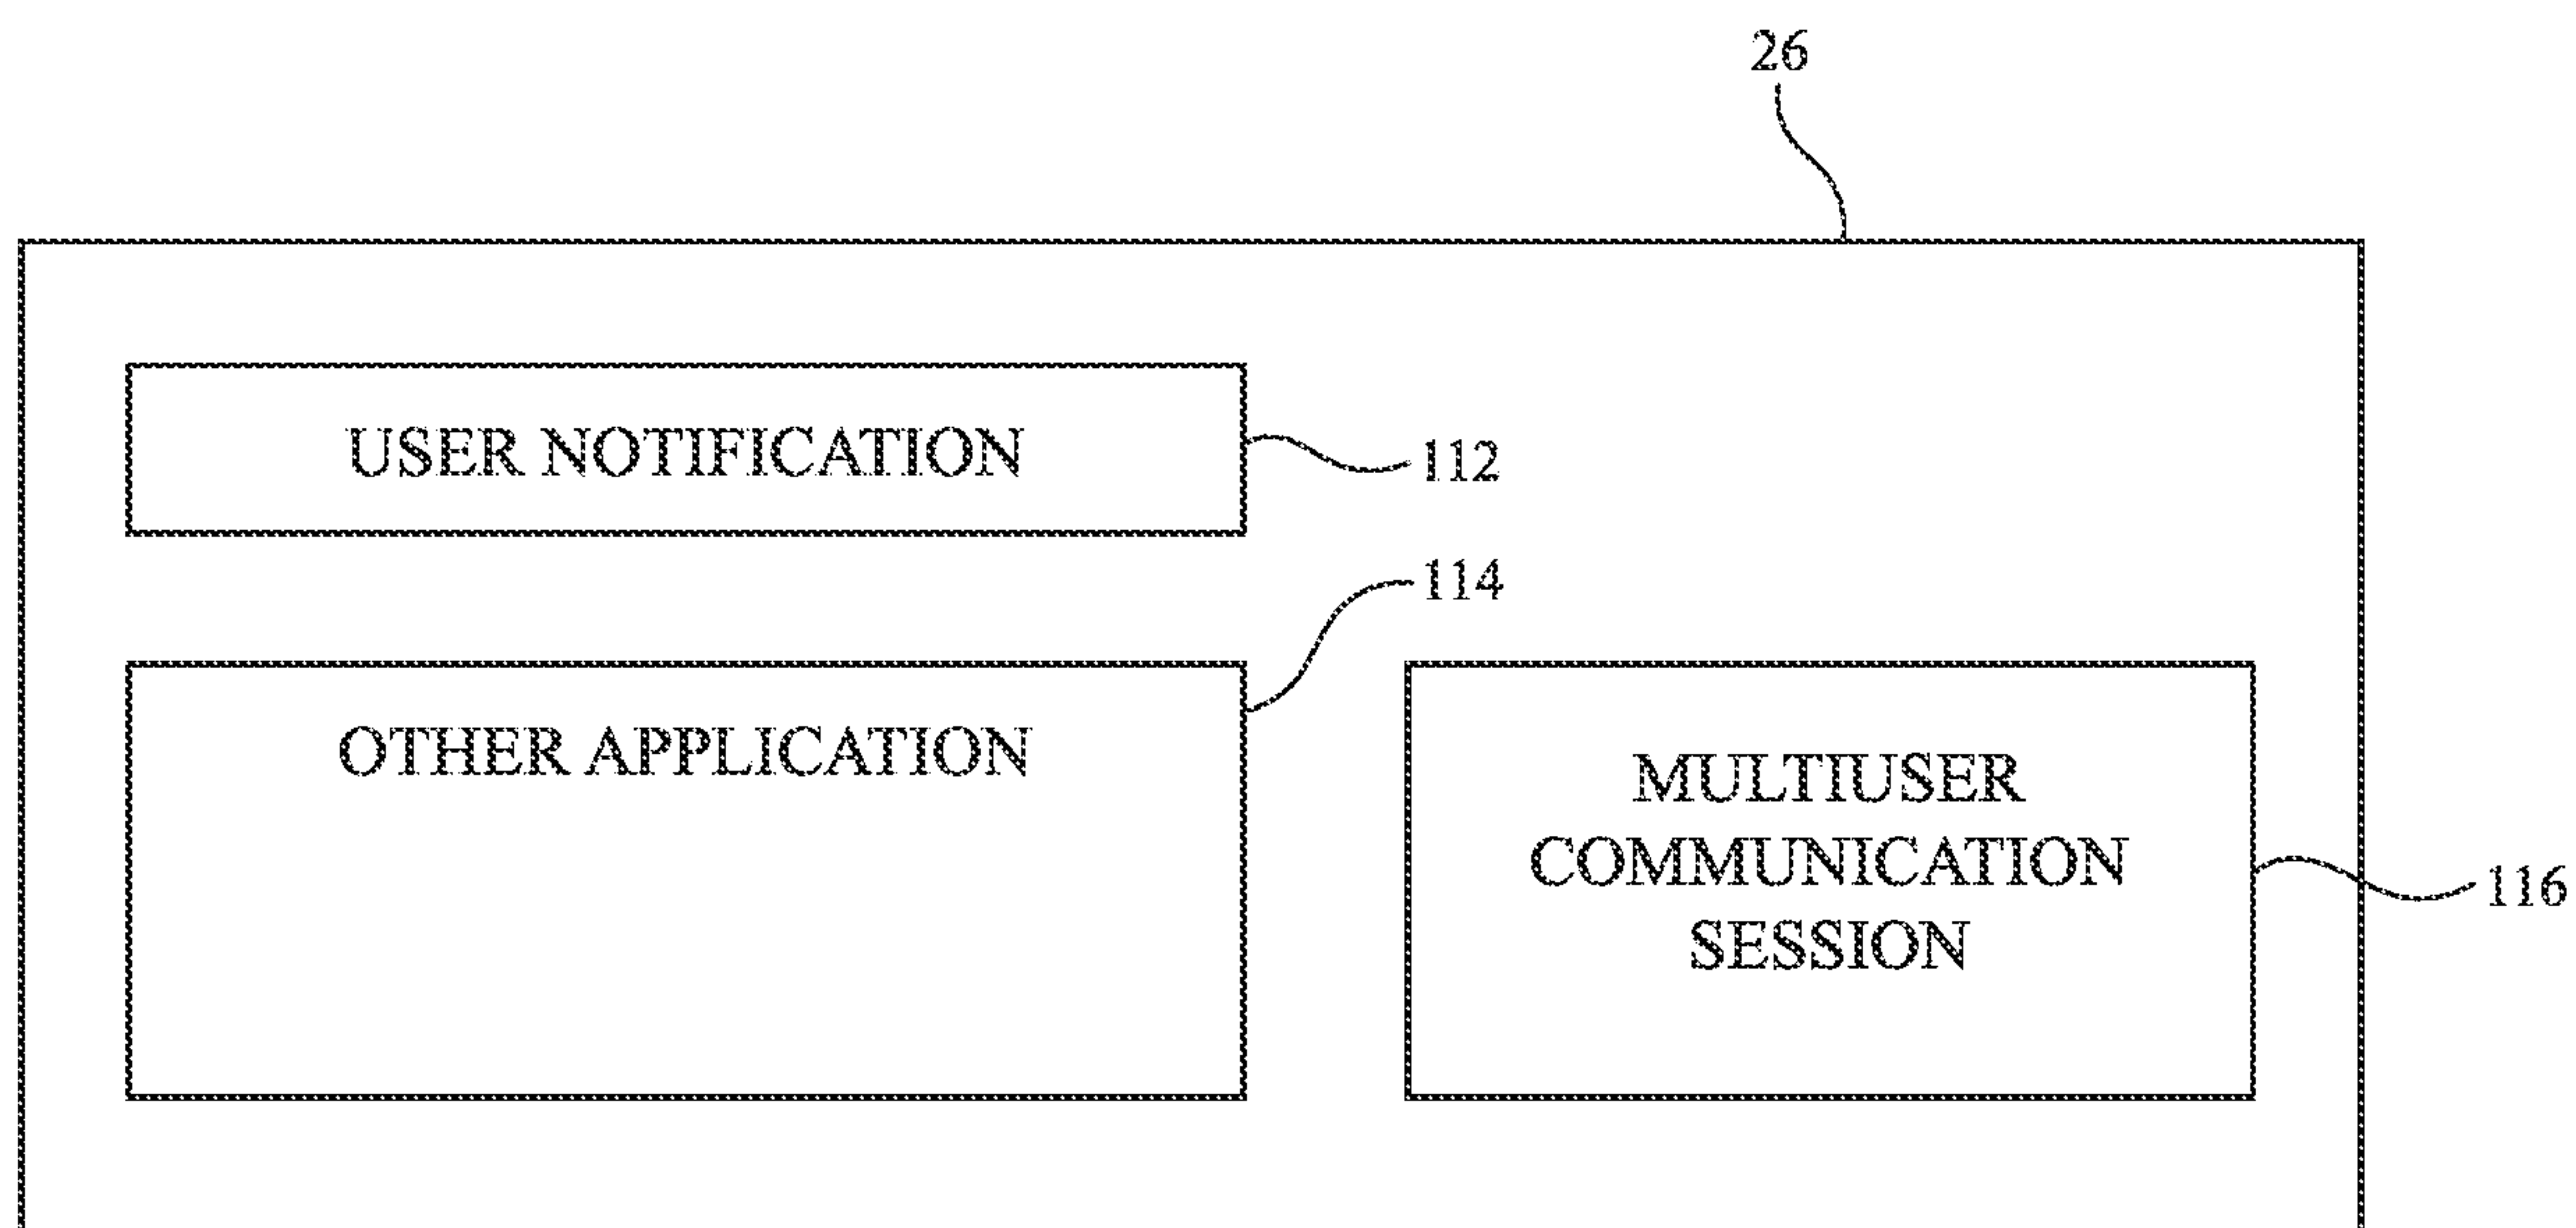 26
USER NOTIFICATION
112
114
OTHER APPLICATION
MULTIUSER
COMMUNICATION
SESSION
116